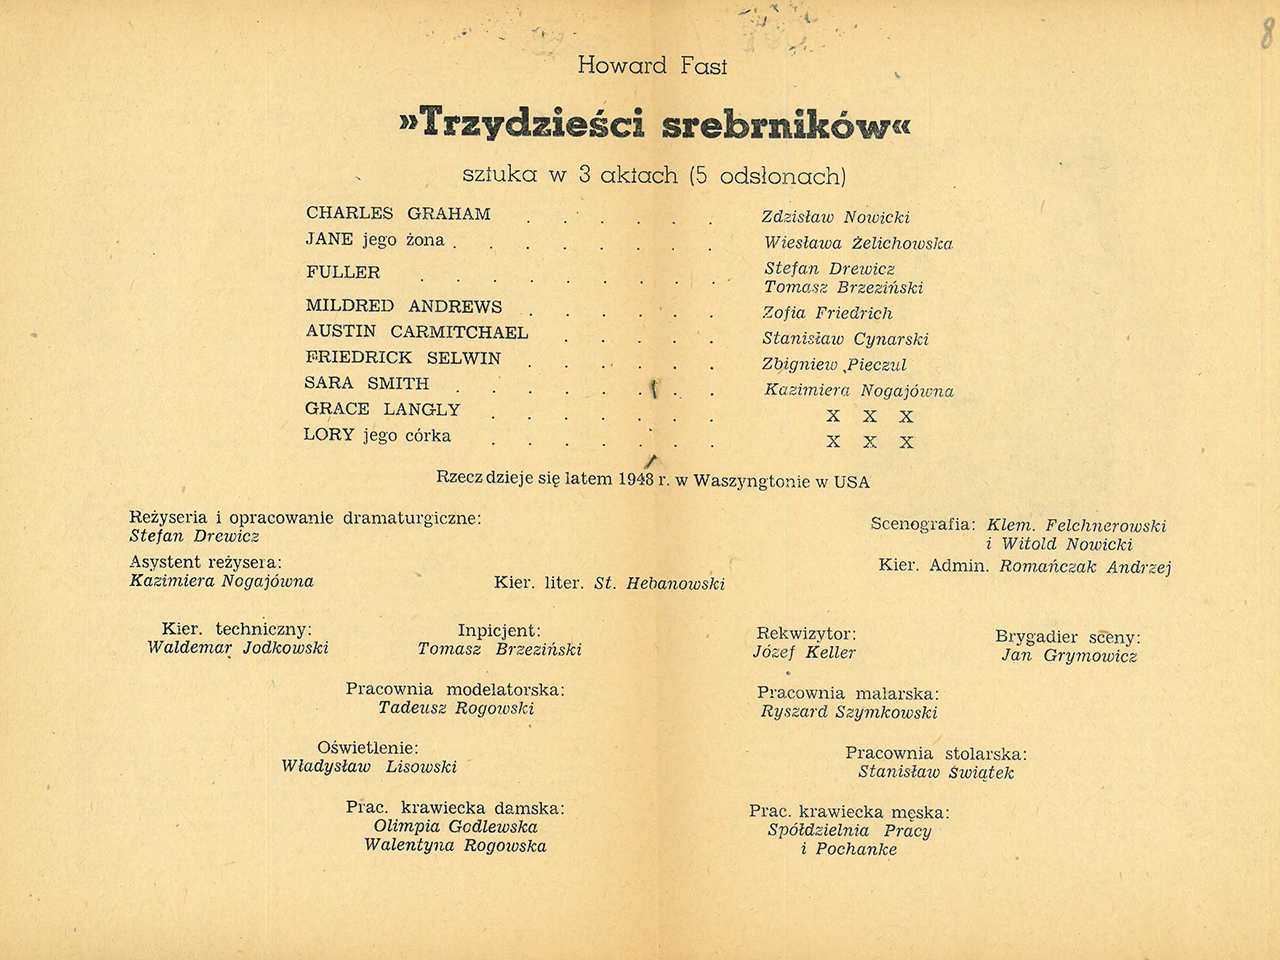 8
Howard Fast
»Trzydzieści srebrników«
sztuka w 3 aktach (5 odsłonach)
CHARLES GRAHAM . . . . . . Zdzisław Nowicki
JANE jego żona . . . . . . . . Wiesława Żelichowska
FULLER . . . . . . . . . Stefan Drewicz
Tomasz Brzeziński
MILDRED ANDREWS . . . . . . Zofia Friedrich
AUSTIN CARMITCHAEL . . . . . Stanisław Cynarski
FRIEDRICK SELWIN . . . . . . Zbigniew Pieczul
SARA SMITH . . . . . . . . Kazimiera Nogajówna
GRACE LANGLY . . . . . . . X X X
LORY jego córka . . . . . . . X X X
Rzecz dzieje się latem 1948 r. w Waszyngtonie w USA
Reżyseria i opracowanie dramaturgiczne:
Stefan Drewicz
Asystent reżysera:
Kazimiera Nogajówna
Kier. liter. St. Hebanowski
Scenografia: Klem. Felchnerowski
i Witold Nowicki
Kier. Admin. Romańczak Andrzej
Kier. techniczny:
Waldemar Jodkowski
Inpicjent:
Tomasz Brzeziński
Rekwizytor:
Józef Keller
Brygadier sceny:
Jan Grymowicz
Pracownia modelatorska:
Tadeusz Rogowski
Pracownia malarska:
Ryszard Szymkowski
Oświetlenie:
Władysław Lisowski
Pracownia stolarska:
Stanisław Świątek
Prac. krawiecka damska:
Olimpia Godlewska
Walentyna Rogowska
Prac. krawiecka męska:
Spółdzielnia Pracy
i Pochanke